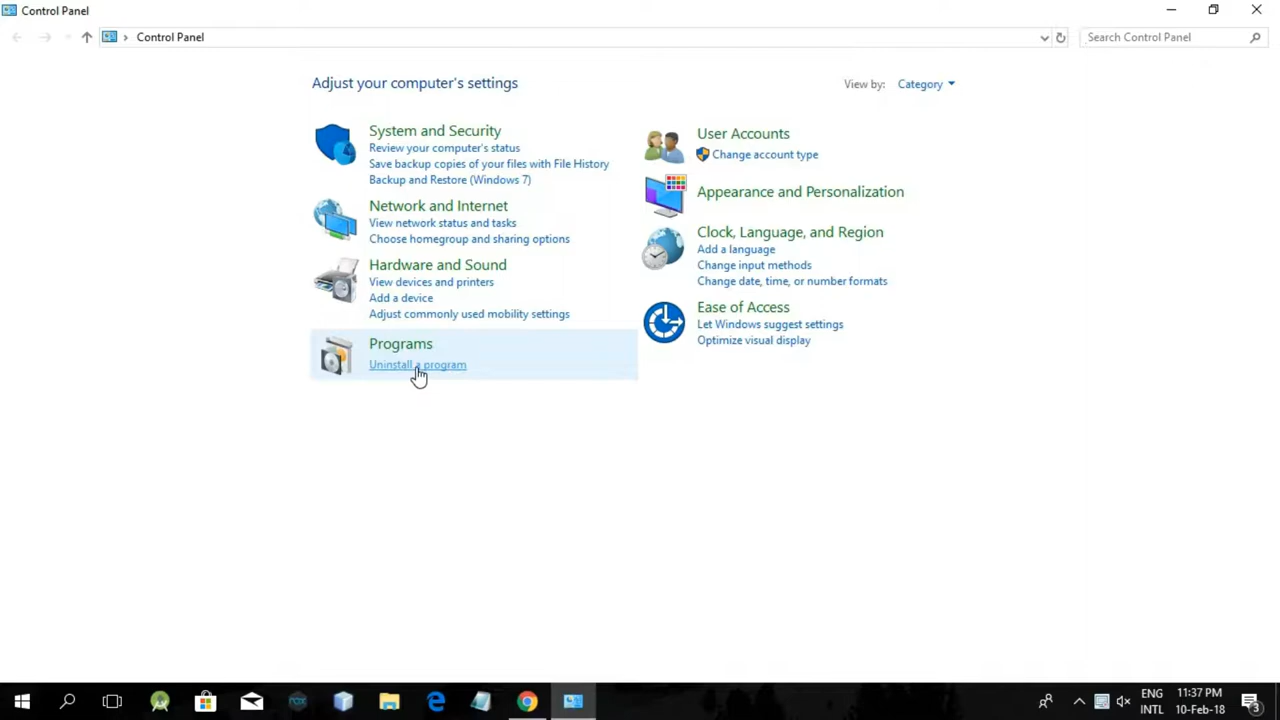 Control Panel
Control Panel
Search Control Panel
Adjust your computer's settings
View by: Category
System and Security
Review your computer's status
Save backup copies of your files with File History
Backup and Restore (Windows 7)
Network and Internet
View network status and tasks
Choose homegroup and sharing options
Hardware and Sound
View devices and printers
Add a device
Adjust commonly used mobility settings
Programs
Uninstall a program
User Accounts
Change account type
Appearance and Personalization
Clock, Language, and Region
Add a language
Change input methods
Change date, time, or number formats
Ease of Access
Let Windows suggest settings
Optimize visual display
ENG
INTL
11:37 PM
10-Feb-18
3